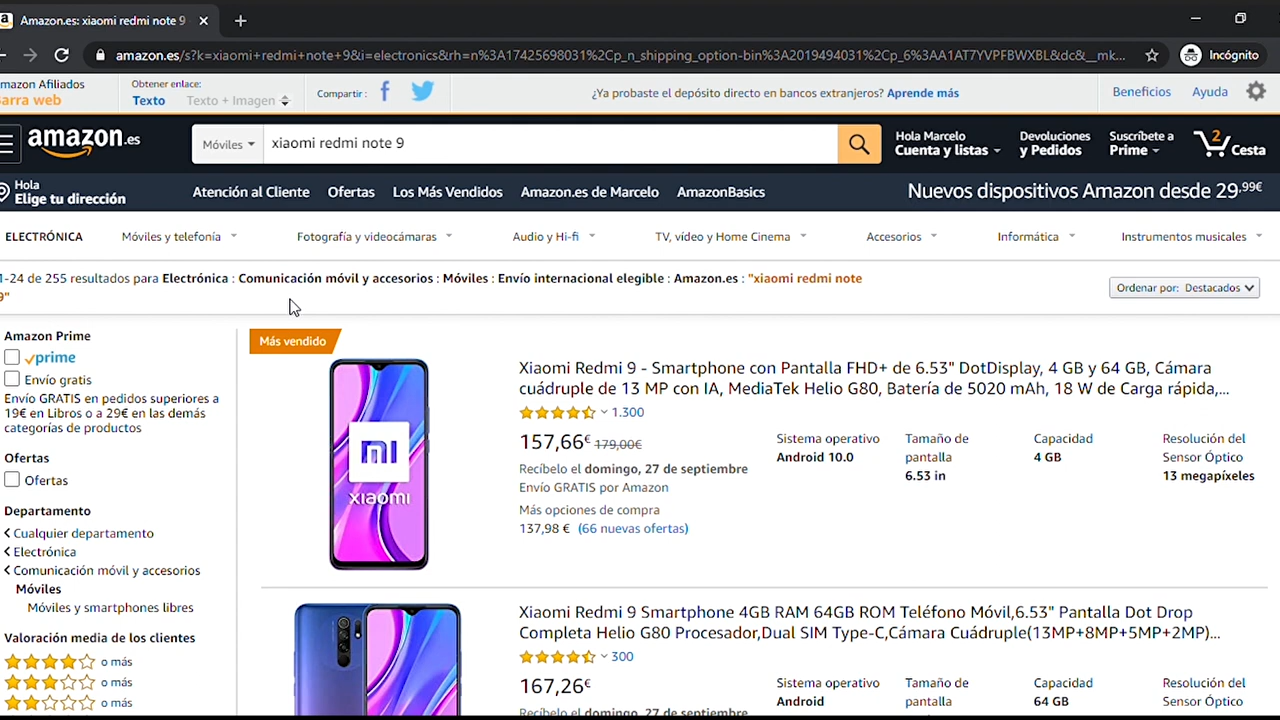 Amazon.es: xiaomi redmi note 9
amazon.es/s?k=xiaomi+redmi+note+9&i=electronics&rh=n%3A17425698031%2Cp_n_shipping_option-bin%3A2019494031%2Cp_6%3AA1AT7YVPFBWXBL&dc&__mk...
Incógnito
mazon Afiliados
arra web
Obtener enlace:
Texto
Texto + Imagen
Compartir :
¿Ya probaste el depósito directo en bancos extranjeros? Aprende más
Beneficios
Ayuda
amazon.es
Móviles
xiaomi redmi note 9
Hola Marcelo
Cuenta y listas
Devoluciones
y Pedidos
Suscríbete a
Prime
2
Cesta
Hola
Elige tu dirección
Atención al Cliente
Ofertas
Los Más Vendidos
Amazon.es de Marcelo
AmazonBasics
Nuevos dispositivos Amazon desde 29,99€
ELECTRÓNICA
Móviles y telefonía
Fotografía y videocámaras
Audio y Hi-fi
TV, vídeo y Home Cinema
Accesorios
Informática
Instrumentos musicales
1-24 de 255 resultados para Electrónica : Comunicación móvil y accesorios : Móviles : Envío internacional elegible : Amazon.es : "xiaomi redmi note
9"
Ordenar por: Destacados
Amazon Prime
prime
Envío gratis
Envío GRATIS en pedidos superiores a
19€ en Libros o a 29€ en las demás
categorías de productos
Ofertas
Ofertas
Departamento
Cualquier departamento
Electrónica
Comunicación móvil y accesorios
Móviles
Móviles y smartphones libres
Valoración media de los clientes
o más
o más
o más
Más vendido
mi
xiaomi
Xiaomi Redmi 9 - Smartphone con Pantalla FHD+ de 6.53" DotDisplay, 4 GB y 64 GB, Cámara
cuádruple de 13 MP con IA, MediaTek Helio G80, Batería de 5020 mAh, 18 W de Carga rápida,...
1.300
157,66€ 179,00€
Recíbelo el domingo, 27 de septiembre
Envío GRATIS por Amazon
Más opciones de compra
137,98 € (66 nuevas ofertas)
Sistema operativo
Android 10.0
Tamaño de
pantalla
6.53 in
Capacidad
4 GB
Resolución del
Sensor Óptico
13 megapíxeles
Xiaomi Redmi 9 Smartphone 4GB RAM 64GB ROM Teléfono Móvil,6.53" Pantalla Dot Drop
Completa Helio G80 Procesador,Dual SIM Type-C,Cámara Cuádruple(13MP+8MP+5MP+2MP)...
300
167,26€
Recíbelo el domingo, 27 de septiembre
Sistema operativo
Android
Tamaño de
pantalla
Capacidad
64 GB
Resolución del
Sensor Óptico